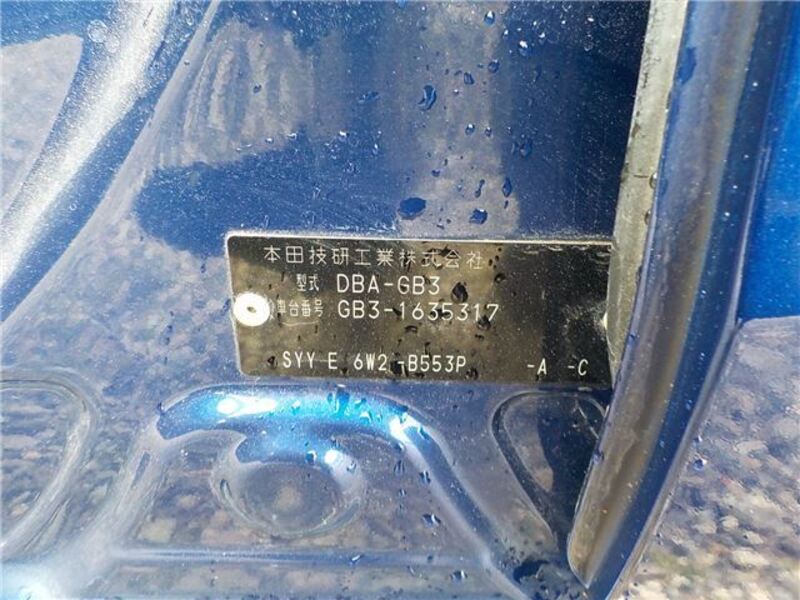 本田技研工業株式会社
型式 DBA-GB3
車台番号 GB3-1635317
SYY E 6W2 -B553P -A -C